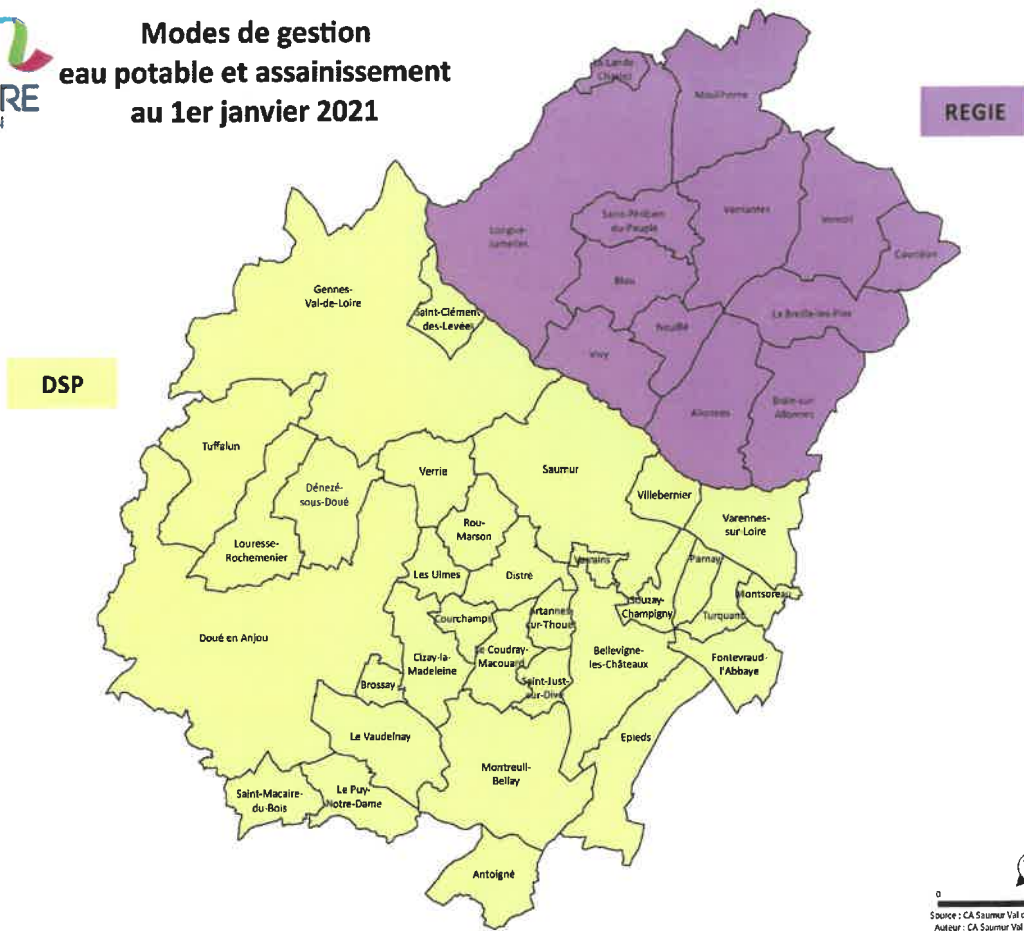 RE
Modes de gestion
eau potable et assainissement
au 1er janvier 2021
REGIE
DSP
La Lande
Chasles
Mouliherne
Longué-
Jumelles
Saint-Philbert
du-Peuple
Vernantes
Vernoil
Courléon
Blou
La Breille-les-Pins
Neuillé
Vivy
Allonnes
Brain-sur
Allonnes
Gennes-
Val-de-Loire
Saint-Clément
des-Levées
Tuffalun
Verrie
Saumur
Dénezé-
sous-Doué
Villebernier
Varennes-
sur-Loire
Rou-
Marson
Louresse-
Rochemenier
Les Ulmes
Distré
Varrains
Parnay
Montsoreau
Souzay-
Champigny
Turquant
Courchamps
Artannes-
sur-Thouet
Doué en Anjou
Cizay-la-
Madeleine
Le Coudray-
Macouard
Bellevigne-
les-Châteaux
Fontevraud-
l'Abbaye
Brossay
Saint-Just-
sur-Dive
Le Vaudelnay
Epieds
Montreuil-
Bellay
Saint-Macaire-
du-Bois
Le Puy-
Notre-Dame
Antoigné
0
Source : CA Saumur Val d
Auteur : CA Saumur Val